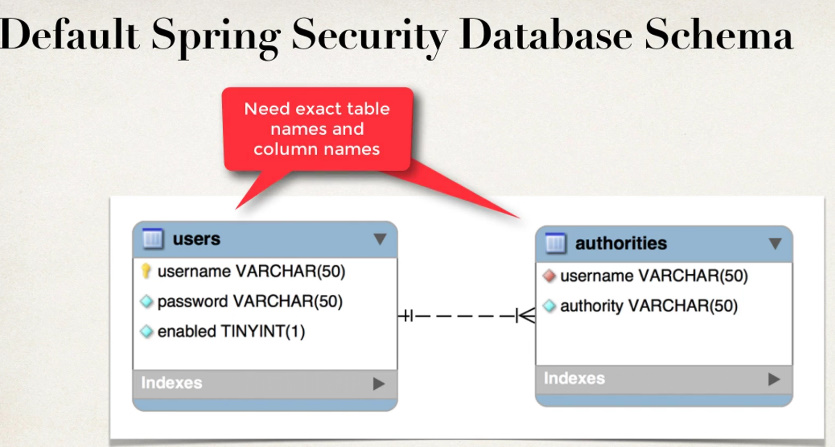 Default Spring Security Database Schema
Need exact table
names and
column names
users
username VARCHAR(50)
password VARCHAR(50)
enabled TINYINT(1)
Indexes
authorities
username VARCHAR(50)
authority VARCHAR(50)
Indexes